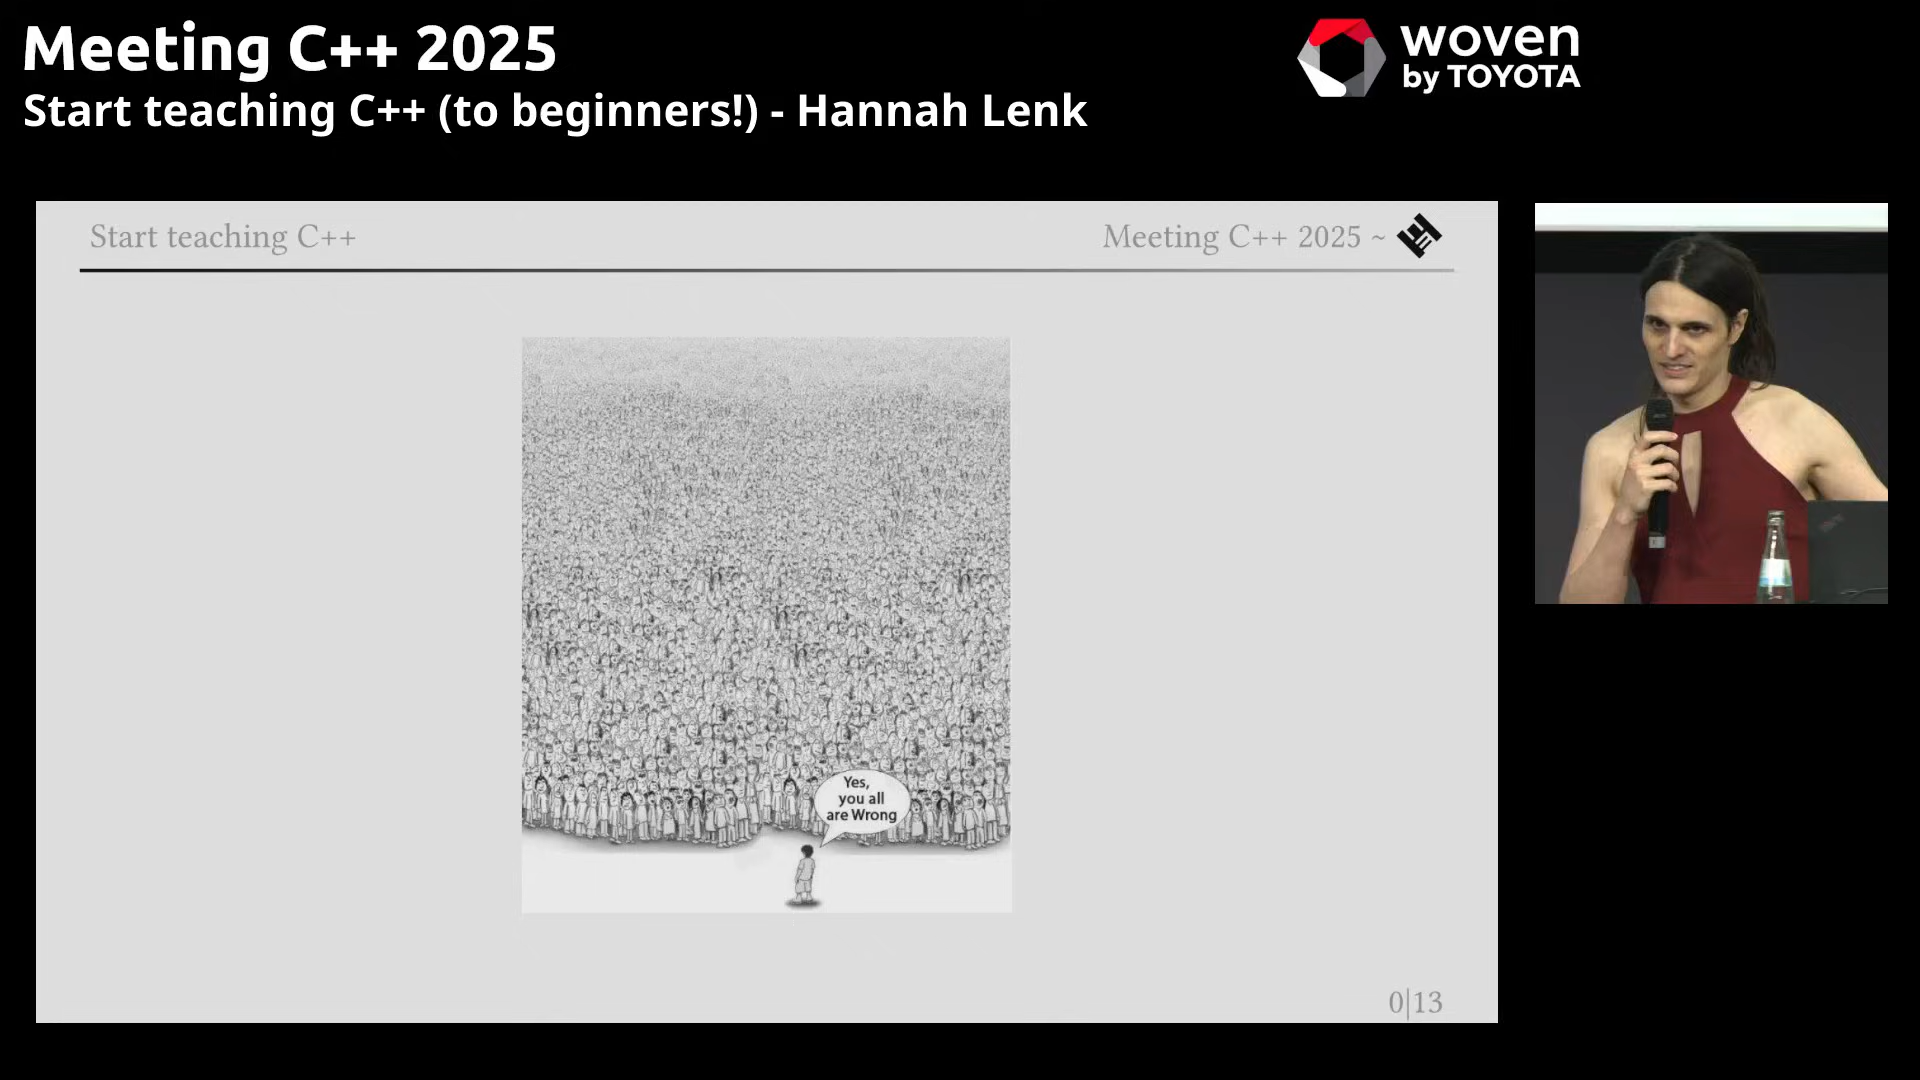 Meeting C++ 2025
Start teaching C++ (to beginners!) - Hannah Lenk
woven
by TOYOTA
Start teaching C++
Meeting C++ 2025 ~
Yes,
you all
are Wrong
0|13